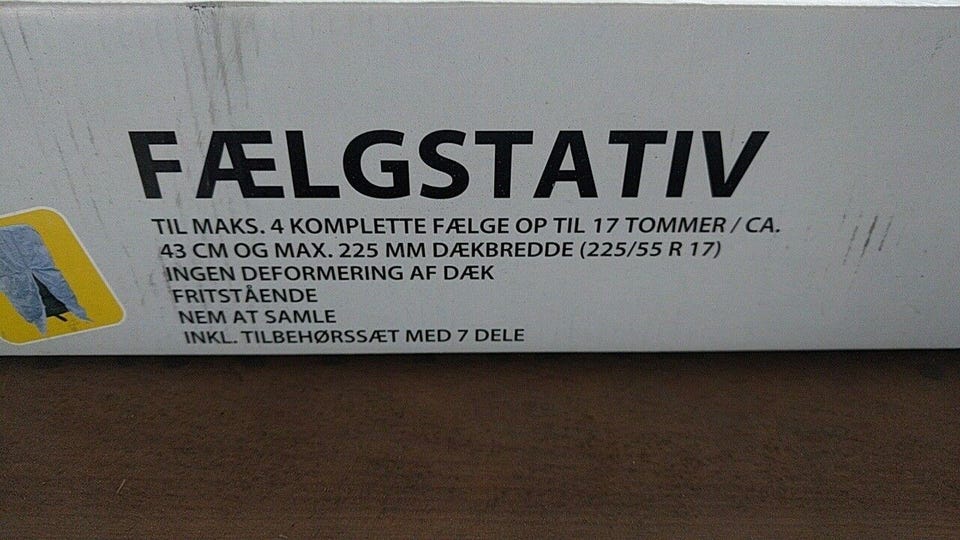 FÆLGSTATIV
TIL MAKS. 4 KOMPLETTE FÆLGE OP TIL 17 TOMMER / CA.
43 CM OG MAX. 225 MM DÆKBREDDE (225/55 R 17)
INGEN DEFORMERING AF DÆK
FRITSTÅENDE
NEM AT SAMLE
INKL. TILBEHØRSSÆT MED 7 DELE